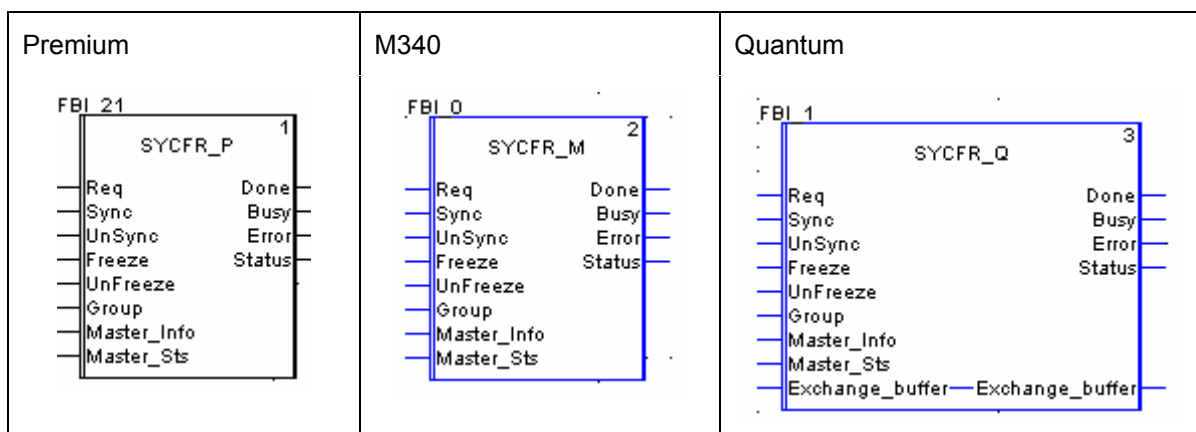 Premium
M340
Quantum
FBI_21
1
SYCFR_P
Req Done
Sync Busy
UnSync Error
Freeze Status
UnFreeze
Group
Master_Info
Master_Sts
FBI_0
2
SYCFR_M
Req Done
Sync Busy
UnSync Error
Freeze Status
UnFreeze
Group
Master_Info
Master_Sts
FBI_1
3
SYCFR_Q
Req Done
Sync Busy
UnSync Error
Freeze Status
UnFreeze
Group
Master_Info
Master_Sts
Exchange_buffer Exchange_buffer